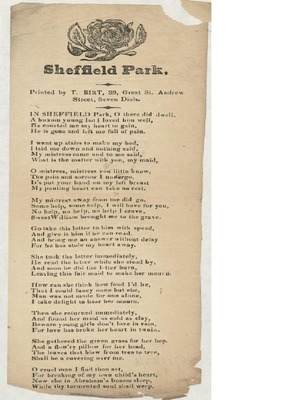 Sheffield Park.
Printed by T. BIRT, 39, Great St. Andrew
Street, Seven Dials.
IN SHEFFIELD Park, O there did dwell,
A buxom young lad I loved him well,
He courted me my heart to gain,
He is gone and left me full of pain.
I went up stairs to make my bed,
I laid me down and nothing said,
My mistress came and to me said,
What is the matter with you, my maid,
O mistress, mistress you little know,
The pain and sorrow I undergo,
It's put your hand on my left breast
My panting heart can take no rest.
My mistress away from me did go,
Some help, some help, I will have for you,
No help, no help, no help I crave,
Sweet William brought me to the grave.
Go take this letter to him with speed,
And give it him if he can read.
And bring me an answer without delay
For he has stole my heart away.
She took the letter immediately,
He read the letter while she stood by,
And soon he did the letter burn,
Leaving this fair maid to make her mourn.
How can she think how fond I'd be,
That I could fancy none but she,
Man was not made for one alone,
I take delight to hear her mourn.
Then she returned immediately,
And found her maid as cold as clay,
Beware young girls don't love in vain,
For love has broke her heart in twain.
She gathered the green grass for her bed.
And a flow'ry pillow for her head,
The leaves that blew from tree to tree,
Shall be a covering over me.
O cruel man I find thou art,
For breaking of my own child's heart,
Now she in Abraham's bosom sleep,
While thy tormented soul shall weep,